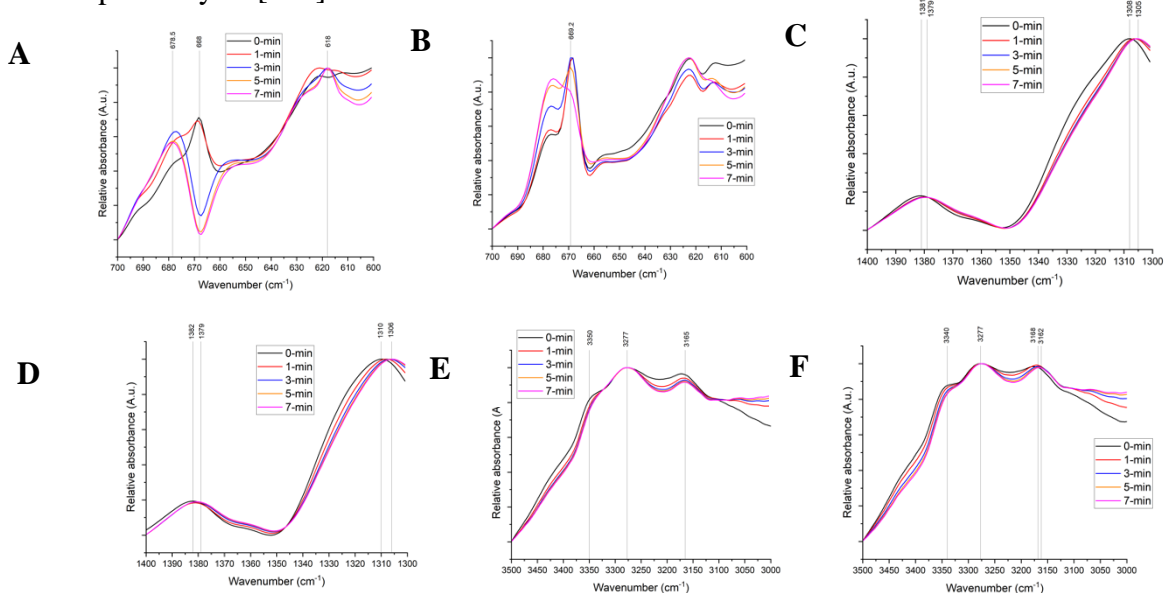 A
678.5
668
618
0-min
1-min
3-min
5-min
7-min
Relative absorbance (A.u.)
700 690 680 670 660 650 640 630 620 610 600
Wavenumber (cm-1)
B
669.2
0-min
1-min
3-min
5-min
7-min
Relative absorbance (A.u.)
700 690 680 670 660 650 640 630 620 610 600
Wavenumber (cm-1)
C
1381
1379
1308
1305
0-min
1-min
3-min
5-min
7-min
Relative absorbance (A.u.)
1400 1390 1380 1370 1360 1350 1340 1330 1320 1310 1300
Wavenumber (cm-1)
D
1382
1379
1310
1306
0-min
1-min
3-min
5-min
7-min
Relative absorbance (A.u.)
1400 1390 1380 1370 1360 1350 1340 1330 1320 1310 1300
Wavenumber (cm-1)
E
3350
3277
3165
0-min
1-min
3-min
5-min
7-min
Relative absorbance (A
3500 3450 3400 3350 3300 3250 3200 3150 3100 3050 3000
Wavenumber (cm-1)
F
3340
3277
3168
3162
0-min
1-min
3-min
5-min
7-min
Relative absorbance (A.u.)
3500 3450 3400 3350 3300 3250 3200 3150 3100 3050 3000
Wavenumber (cm-1)